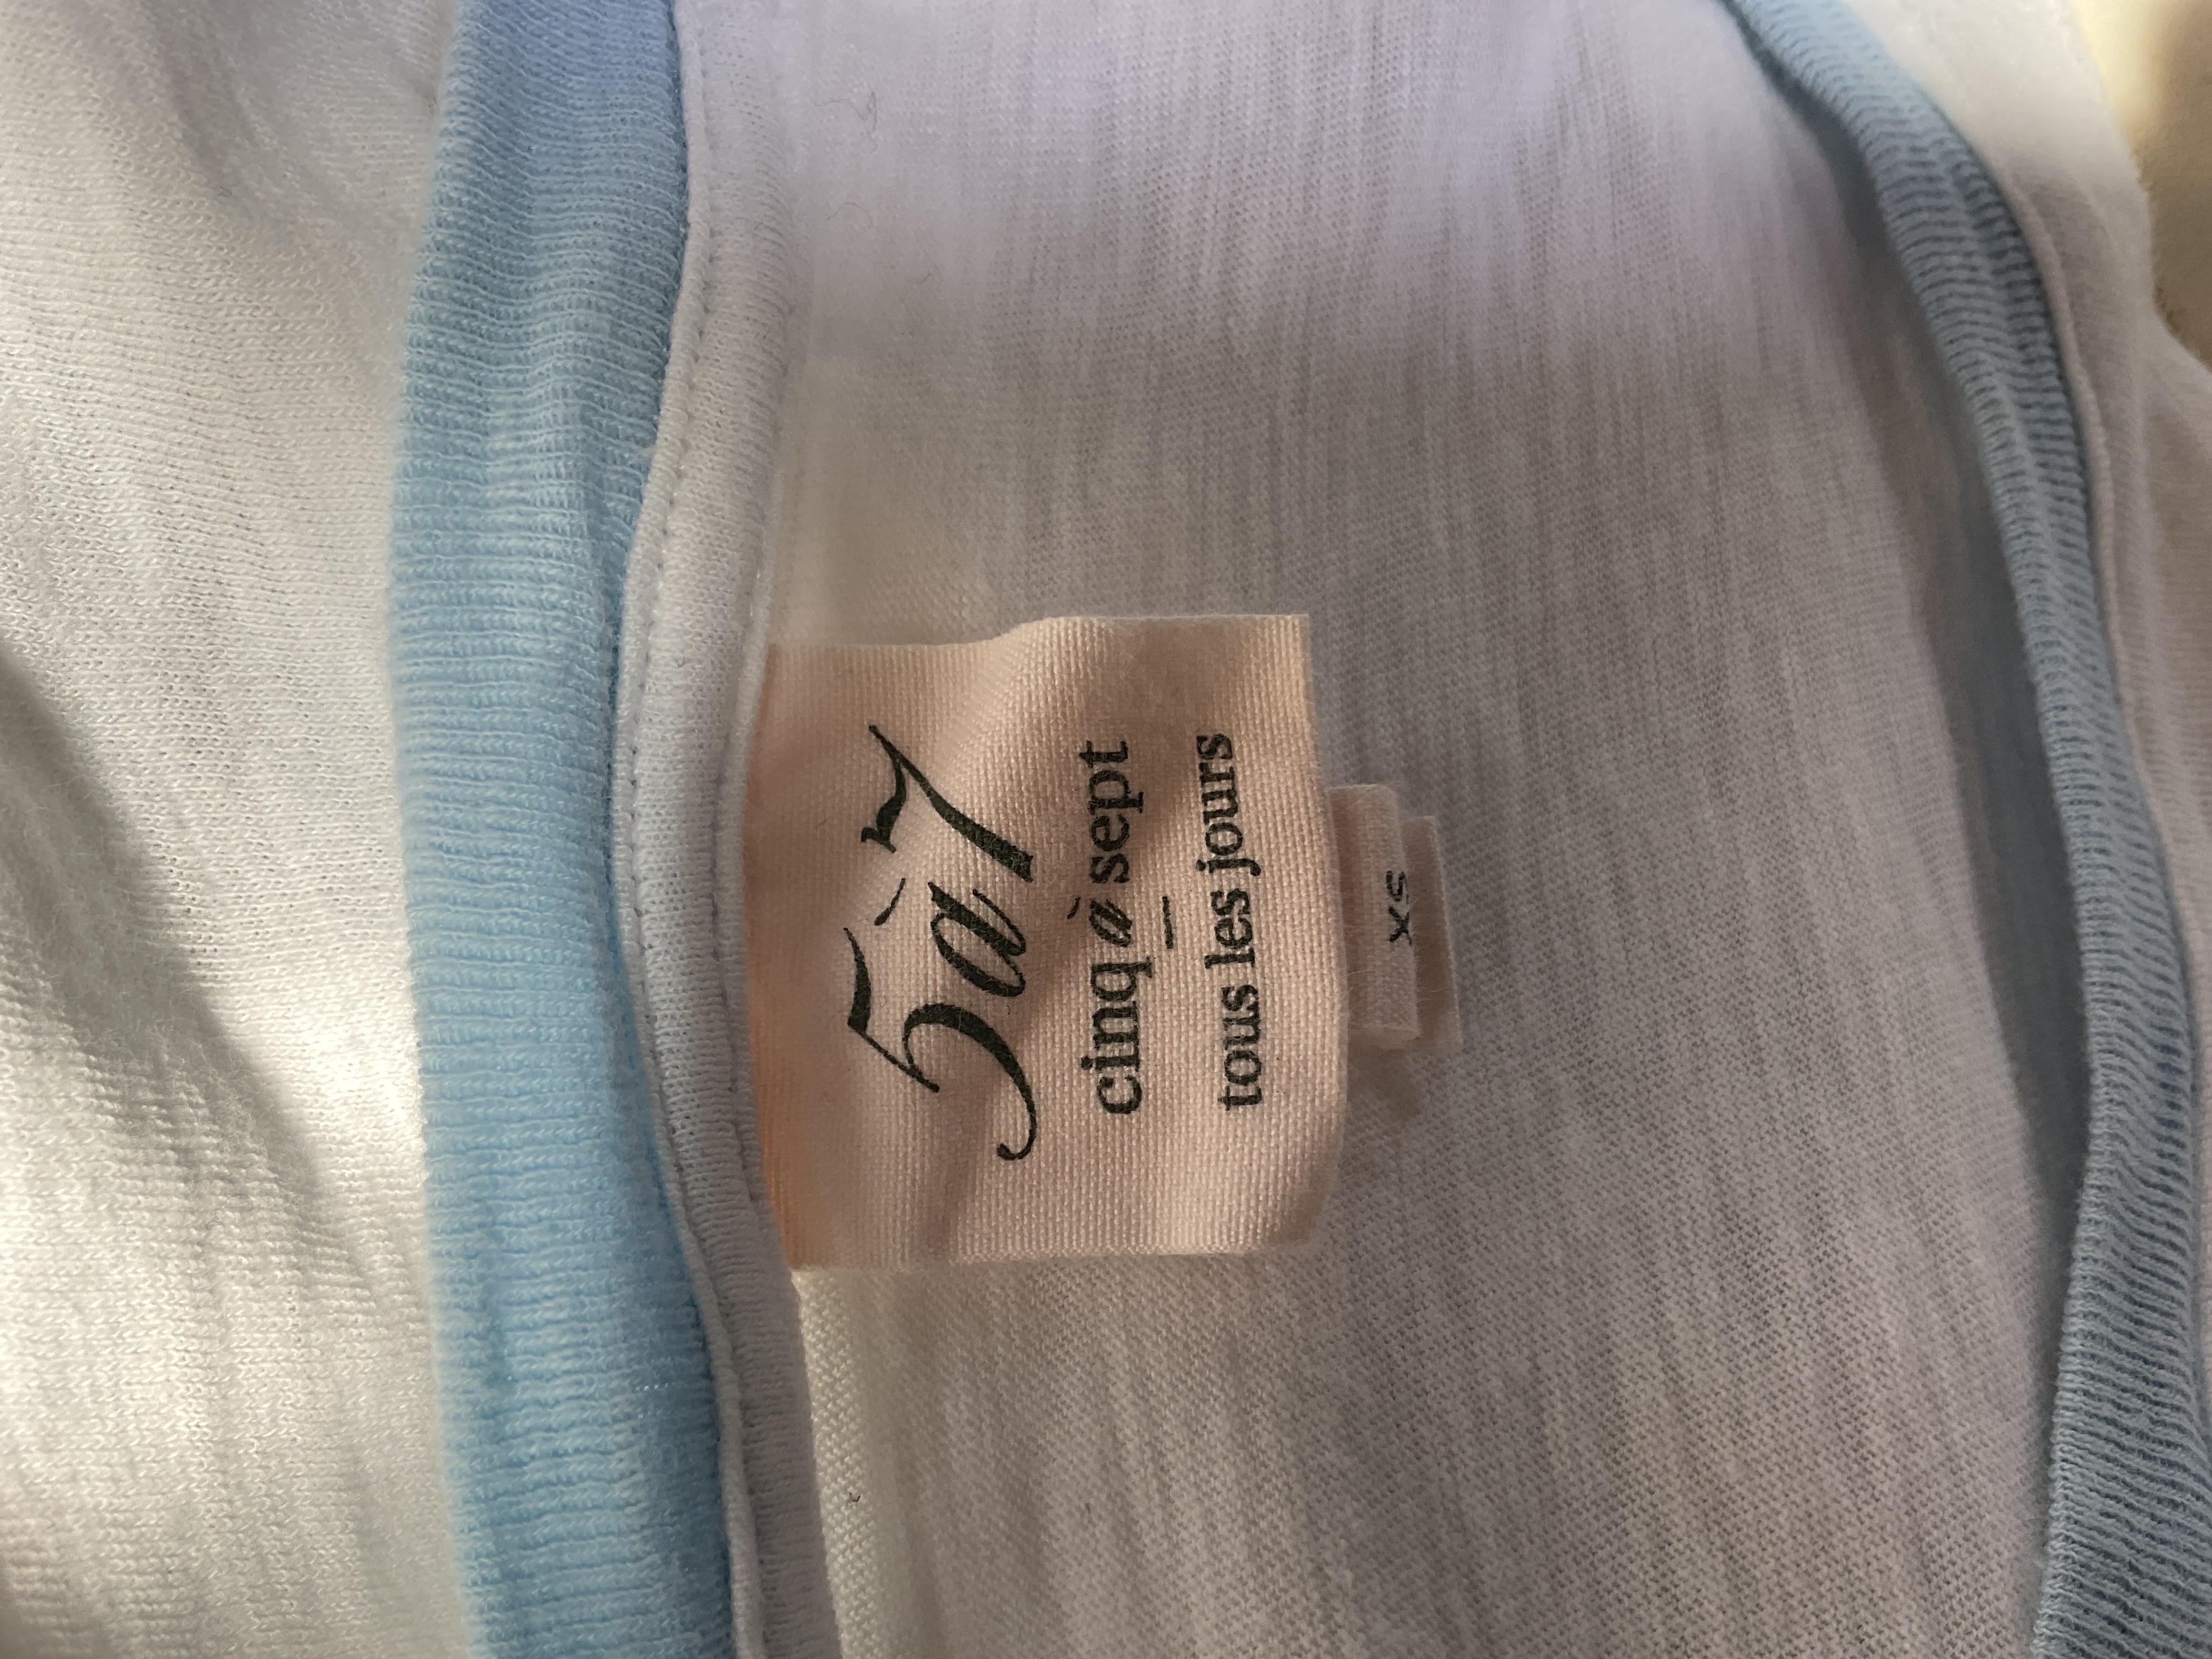 5à7
cinq à sept
tous les jours
XS